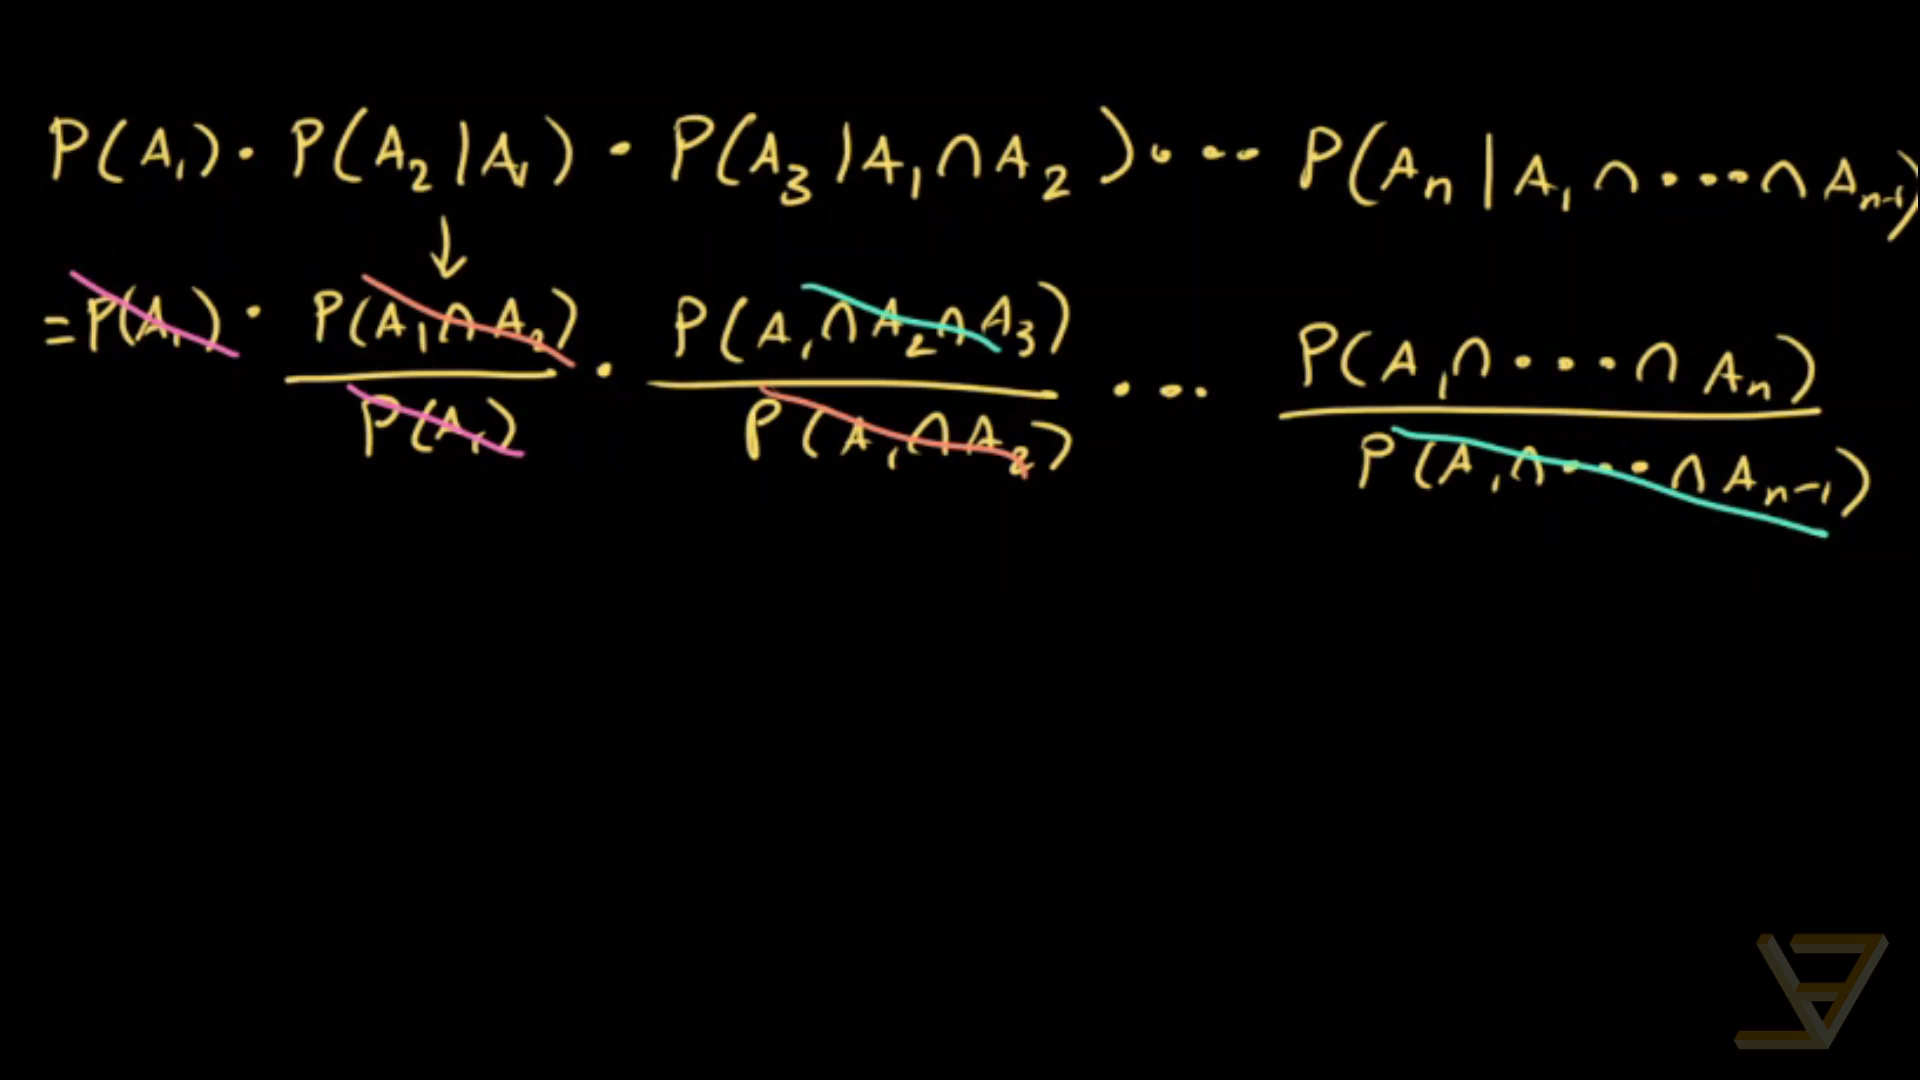 P(A₁) · P(A₂|A₁) · P(A₃|A₁∩A₂) · ··· P(Aₙ|A₁∩···∩Aₙ₋₁)
= P(A₁) · P(A₁∩A₂)/P(A₁) · P(A₁∩A₂∩A₃)/P(A₁∩A₂) ··· P(A₁∩···∩Aₙ)/P(A₁∩···∩Aₙ₋₁)